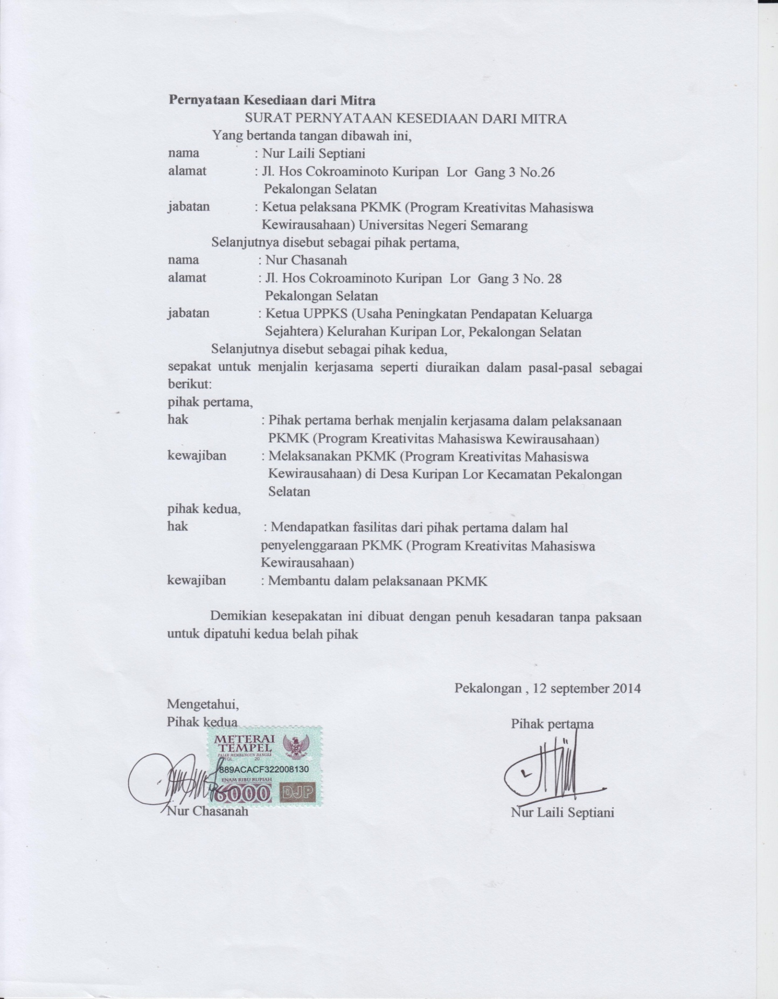 Pernyataan Kesediaan dari Mitra
SURAT PERNYATAAN KESEDIAAN DARI MITRA
Yang bertanda tangan dibawah ini,
nama : Nur Laili Septiani
alamat : Jl. Hos Cokroaminoto Kuripan Lor Gang 3 No.26
Pekalongan Selatan
jabatan : Ketua pelaksana PKMK (Program Kreativitas Mahasiswa
Kewirausahaan) Universitas Negeri Semarang
Selanjutnya disebut sebagai pihak pertama,
nama : Nur Chasanah
alamat : Jl. Hos Cokroaminoto Kuripan Lor Gang 3 No. 28
Pekalongan Selatan
jabatan : Ketua UPPKS (Usaha Peningkatan Pendapatan Keluarga
Sejahtera) Kelurahan Kuripan Lor, Pekalongan Selatan
Selanjutnya disebut sebagai pihak kedua,
sepakat untuk menjalin kerjasama seperti diuraikan dalam pasal-pasal sebagai
berikut:
pihak pertama,
hak : Pihak pertama berhak menjalin kerjasama dalam pelaksanaan
PKMK (Program Kreativitas Mahasiswa Kewirausahaan)
kewajiban : Melaksanakan PKMK (Program Kreativitas Mahasiswa
Kewirausahaan) di Desa Kuripan Lor Kecamatan Pekalongan
Selatan
pihak kedua,
hak : Mendapatkan fasilitas dari pihak pertama dalam hal
penyelenggaraan PKMK (Program Kreativitas Mahasiswa
Kewirausahaan)
kewajiban : Membantu dalam pelaksanaan PKMK
Demikian kesepakatan ini dibuat dengan penuh kesadaran tanpa paksaan
untuk dipatuhi kedua belah pihak
Pekalongan , 12 september 2014
Mengetahui,
Pihak kedua
Pihak pertama
METERAI
TEMPEL
PAJAK MEMBANGUN BANGSA
TGL. 20
889ACACF322008130
ENAM RIBU RUPIAH
6000 DJP
Nur Chasanah
Nur Laili Septiani